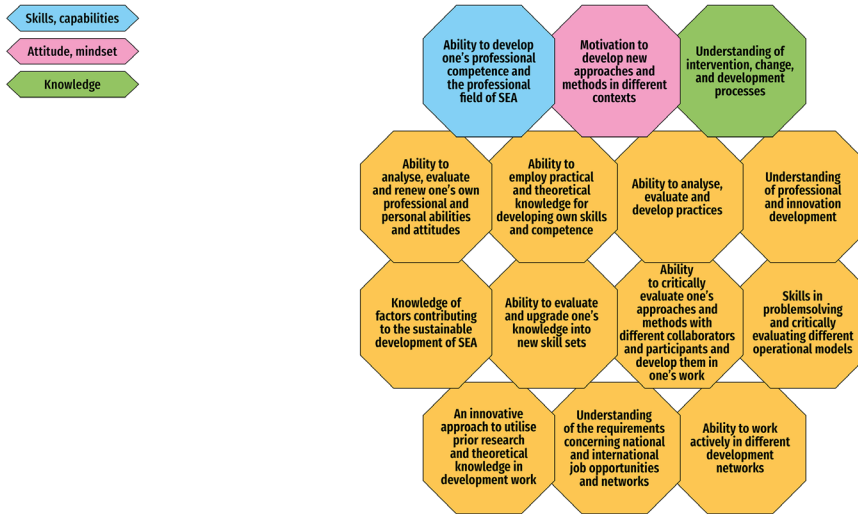 Skills, capabilities
Attitude, mindset
Knowledge
Ability to develop
one's professional
competence and
the professional
field of SEA
Motivation to
develop new
approaches and
methods in different
contexts
Understanding of
intervention, change,
and development
processes
Ability to
analyse, evaluate
and renew one's own
professional and
personal abilities
and attitudes
Ability to
employ practical
and theoretical
knowledge for
developing own skills
and competence
Ability to analyse,
evaluate and
develop practices
Understanding
of professional
and innovation
development
Knowledge of
factors contributing
to the sustainable
development of SEA
Ability to evaluate
and upgrade one's
knowledge into
new skill sets
Ability
to critically
evaluate one's
approaches and
methods with
different collaborators
and participants and
develop them in
one's work
Skills in
problemsolving
and critically
evaluating different
operational models
An innovative
approach to utilise
prior research
and theoretical
knowledge in
development work
Understanding
of the requirements
concerning national
and international
job opportunities
and networks
Ability to work
actively in different
development
networks